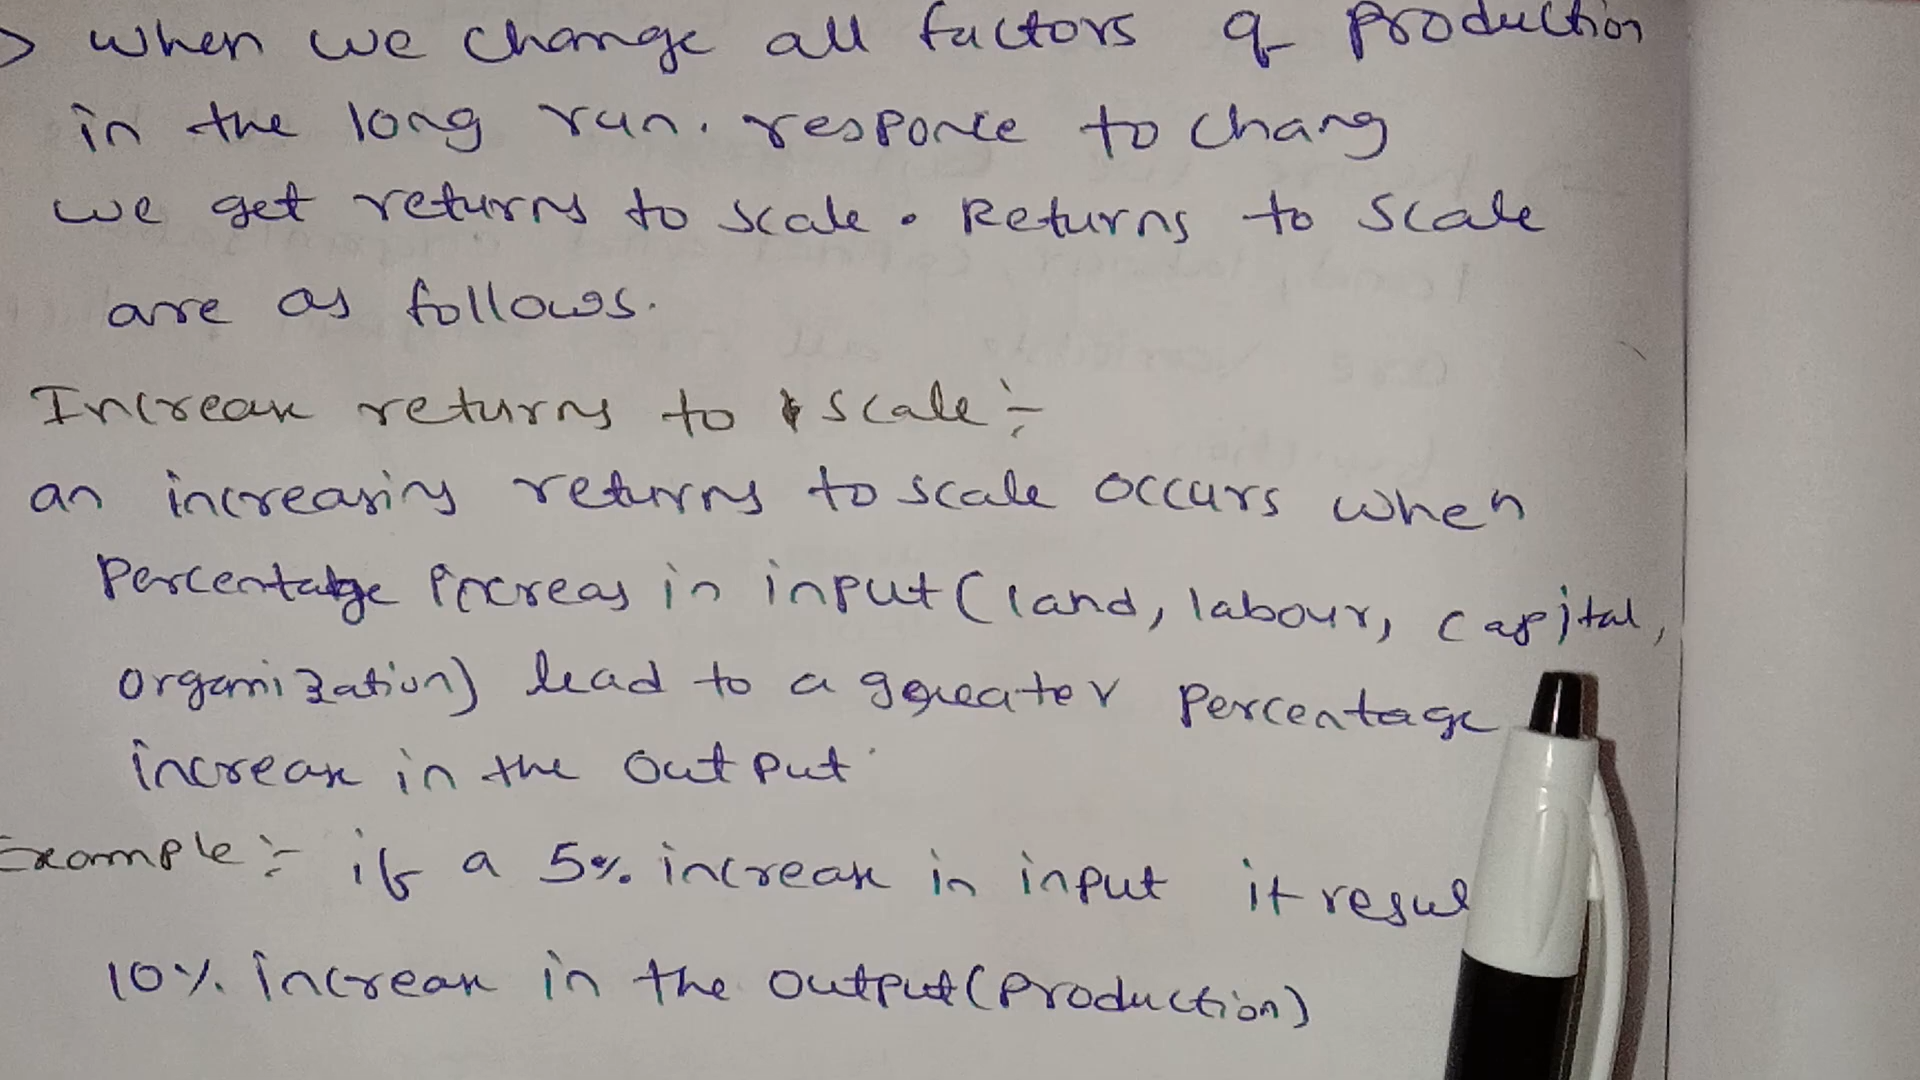 > when we change all factors of production
in the long run. responce to chang
we get returns to scale. Returns to scale
are as follows.
Increase returns to scale :-
an increasing returns to scale occurs when
Percentage increas in input (land, labour, capital,
organization) lead to a greater Percentage
increase in the output
Example :- if a 5% increase in input it resul
10% increase in the output (production)